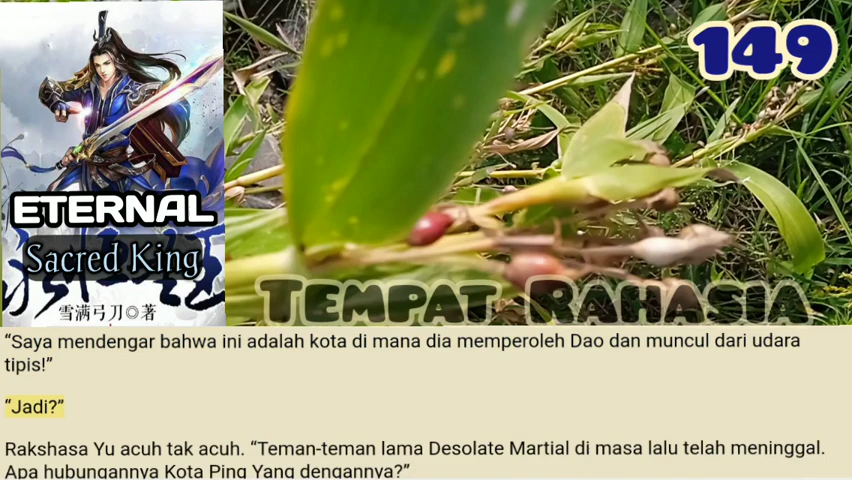 149
ETERNAL
Sacred King
雪满弓刀◎著
TEMPAT RAHASIA
“Saya mendengar bahwa ini adalah kota di mana dia memperoleh Dao dan muncul dari udara
tipis!”
“Jadi?”
Rakshasa Yu acuh tak acuh. “Teman-teman lama Desolate Martial di masa lalu telah meninggal.
Apa hubungannya Kota Ping Yang dengannya?”